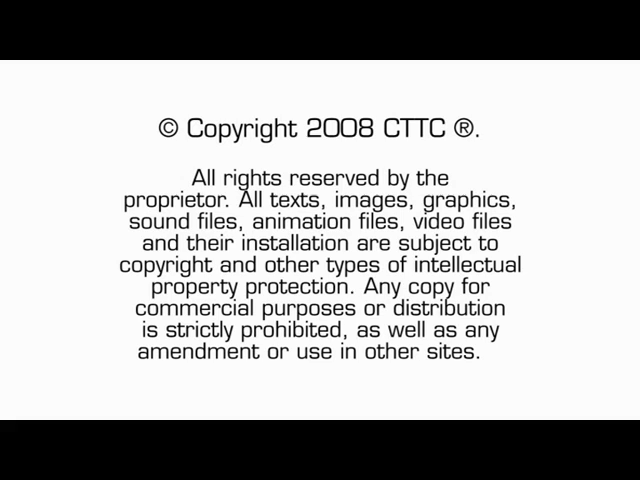 © Copyright 2008 CTTC ®.
All rights reserved by the
proprietor. All texts, images, graphics,
sound files, animation files, video files
and their installation are subject to
copyright and other types of intellectual
property protection. Any copy for
commercial purposes or distribution
is strictly prohibited, as well as any
amendment or use in other sites.